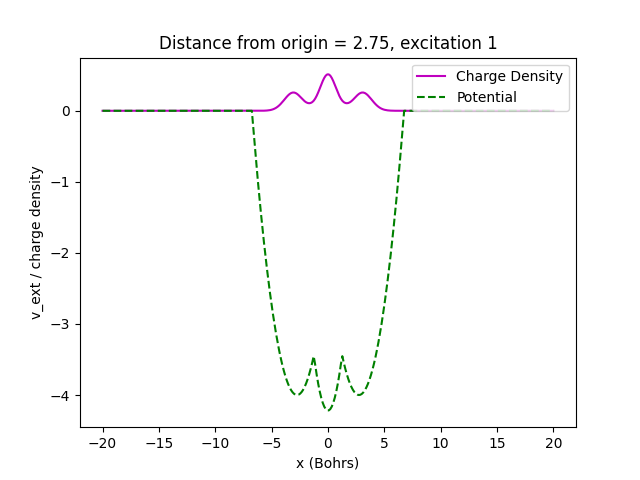 Distance from origin = 2.75, excitation 1
Charge Density
Potential
v_ext / charge density
0
−1
−2
−3
−4
−20
−15
−10
−5
0
5
10
15
20
x (Bohrs)